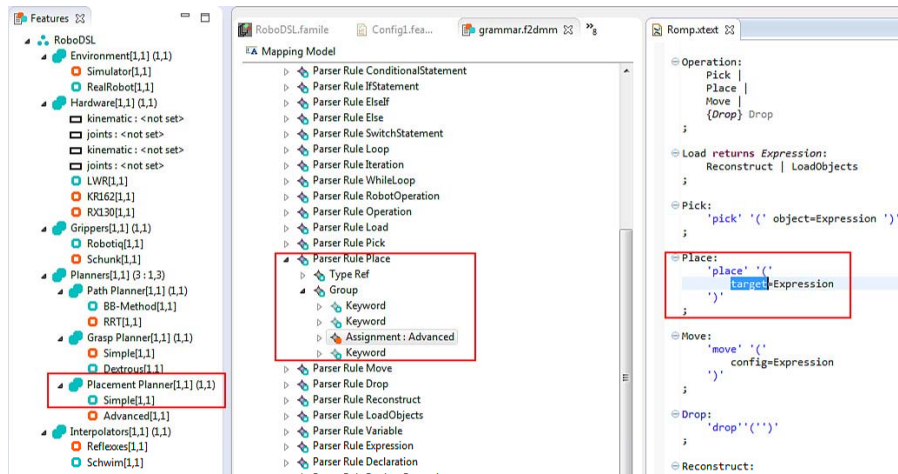 Features
RoboDSL
Environment[1,1] (1,1)
Simulator[1,1]
RealRobot[1,1]
Hardware[1,1] (1,1)
kinematic : <not set>
joints : <not set>
kinematic : <not set>
joints : <not set>
LWR[1,1]
KR162[1,1]
RX130[1,1]
Grippers[1,1] (1,1)
Robotiq[1,1]
Schunk[1,1]
Planners[1,1] (3 : 1,3)
Path Planner[1,1] (1,1)
BB-Method[1,1]
RRT[1,1]
Grasp Planner[1,1] (1,1)
Simple[1,1]
Dextrous[1,1]
Placement Planner[1,1] (1,1)
Simple[1,1]
Advanced[1,1]
Interpolators[1,1] (1,1)
Reflexxes[1,1]
Schwim[1,1]
RoboDSL.famile
Config1.fea...
grammar.f2dmm
»8
Mapping Model
Parser Rule ConditionalStatement
Parser Rule IfStatement
Parser Rule ElseIf
Parser Rule Else
Parser Rule SwitchStatement
Parser Rule Loop
Parser Rule Iteration
Parser Rule WhileLoop
Parser Rule RobotOperation
Parser Rule Operation
Parser Rule Load
Parser Rule Pick
Parser Rule Place
Type Ref
Group
Keyword
Keyword
Assignment : Advanced
Keyword
Parser Rule Move
Parser Rule Drop
Parser Rule Reconstruct
Parser Rule LoadObjects
Parser Rule Variable
Parser Rule Expression
Parser Rule Declaration
Romp.xtext
Operation:
Pick |
Place |
Move |
{Drop} Drop
;
Load returns Expression:
Reconstruct | LoadObjects
;
Pick:
'pick' '(' object=Expression ')'
;
Place:
'place' '('
target=Expression
')'
;
Move:
'move' '('
config=Expression
')'
;
Drop:
'drop''('')'
;
Reconstruct: